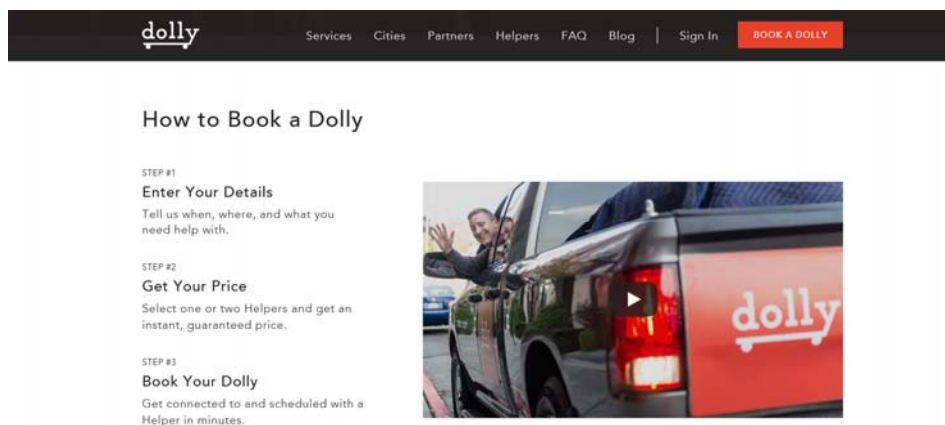 dolly
Services Cities Partners Helpers FAQ Blog | Sign In BOOK A DOLLY
How to Book a Dolly
STEP #1
Enter Your Details
Tell us when, where, and what you
need help with.
STEP #2
Get Your Price
Select one or two Helpers and get an
instant, guaranteed price.
STEP #3
Book Your Dolly
Get connected to and scheduled with a
Helper in minutes.
dolly